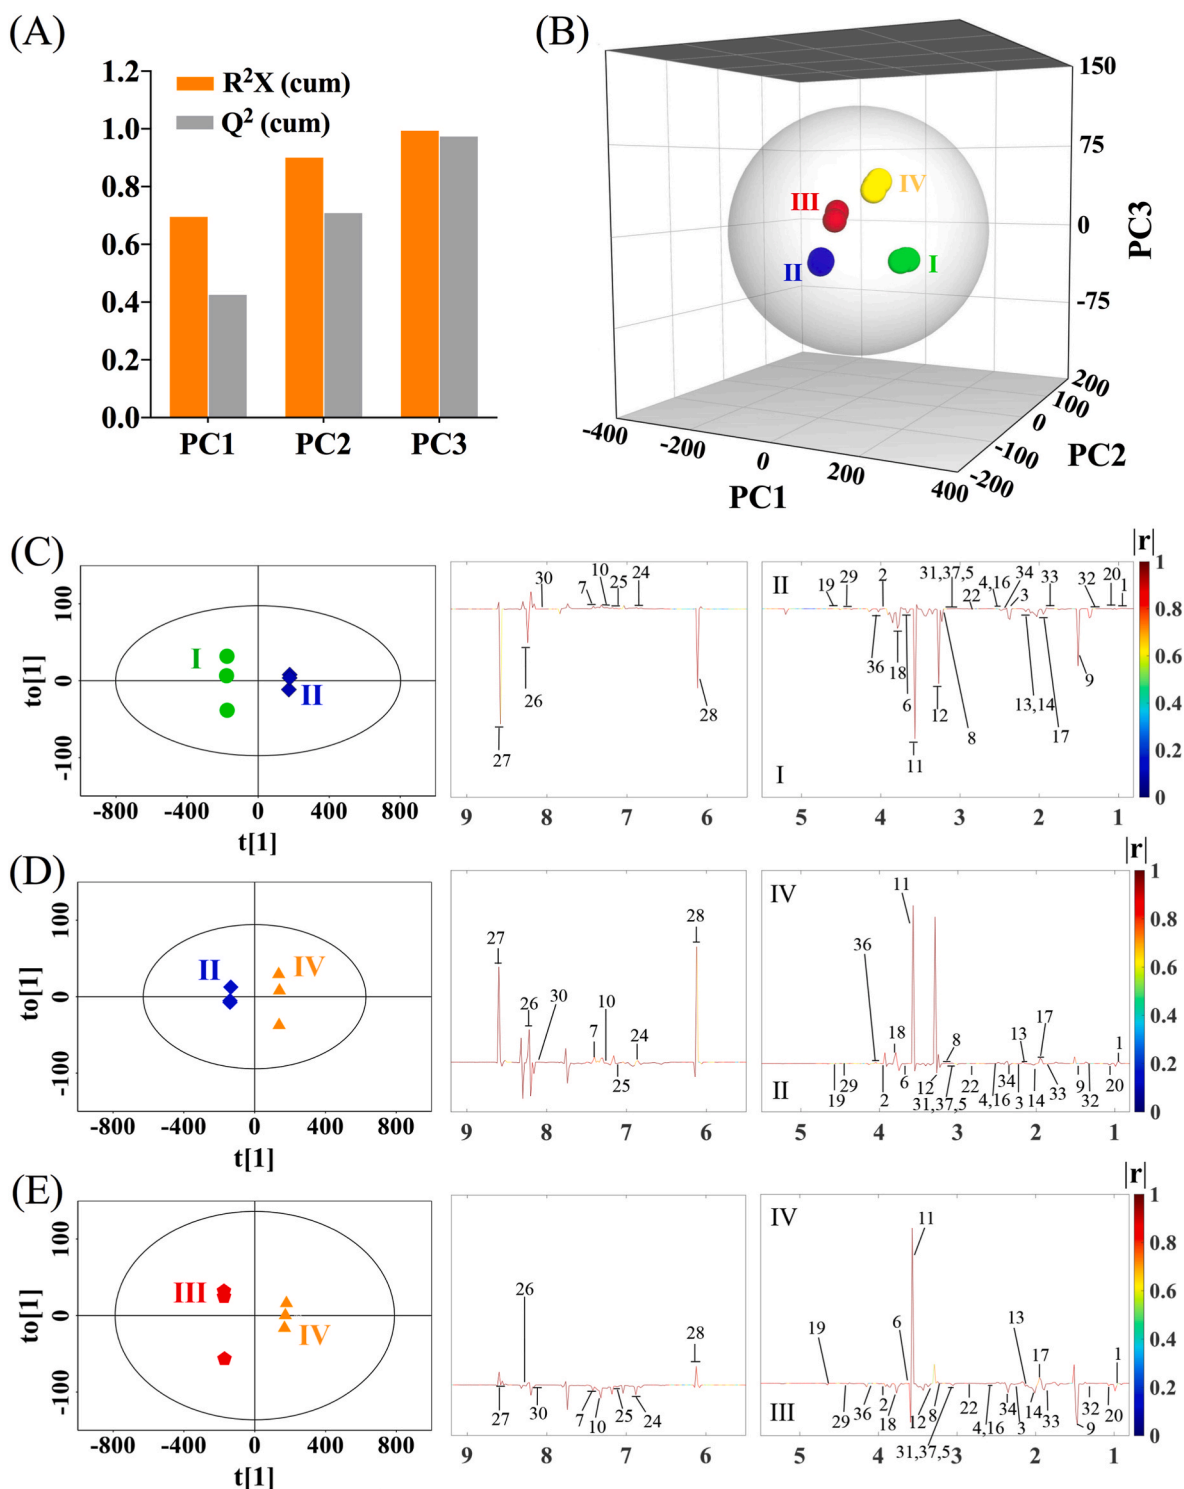 (A)
1.2
1.0
0.8
0.6
0.4
0.2
0.0
R²X (cum)
Q² (cum)
PC1 PC2 PC3
(B)
150
75
0
-75
PC3
IV
III
II
I
200
100
0
-100
-200
PC2
-400 -200 0 200 400
PC1
(C)
to[1]
100
0
-100
I
II
-800 -400 0 400 800
t[1]
30 7 10 25 24
26
27
28
9 8 7 6
II
19 29 2 31,37,5 22 4,16 34 3 33 32 20 1
36 18 6 11 12 8 13,14 17 9
I
5 4 3 2 1
|r|
1
0.8
0.6
0.4
0.2
0
(D)
to[1]
100
0
-100
II
IV
-800 -400 0 400 800
t[1]
27
28
26 30 7 10 24
25
9 8 7 6
IV
11
36
18 8 13 17 1
II
19 29 2 6 12 31,37,5 22 4,16 34 3 14 33 9 32 20
5 4 3 2 1
|r|
1
0.8
0.6
0.4
0.2
0
(E)
to[1]
100
0
-100
III
IV
-800 -400 0 400 800
t[1]
26
28
27 30 7 10 25 24
9 8 7 6
IV
11
19 6 13 17 1
III
29 36 2 18 12 8 31,37,5 22 4,16 34 3 14 33 9 32 20
5 4 3 2 1
|r|
1
0.8
0.6
0.4
0.2
0